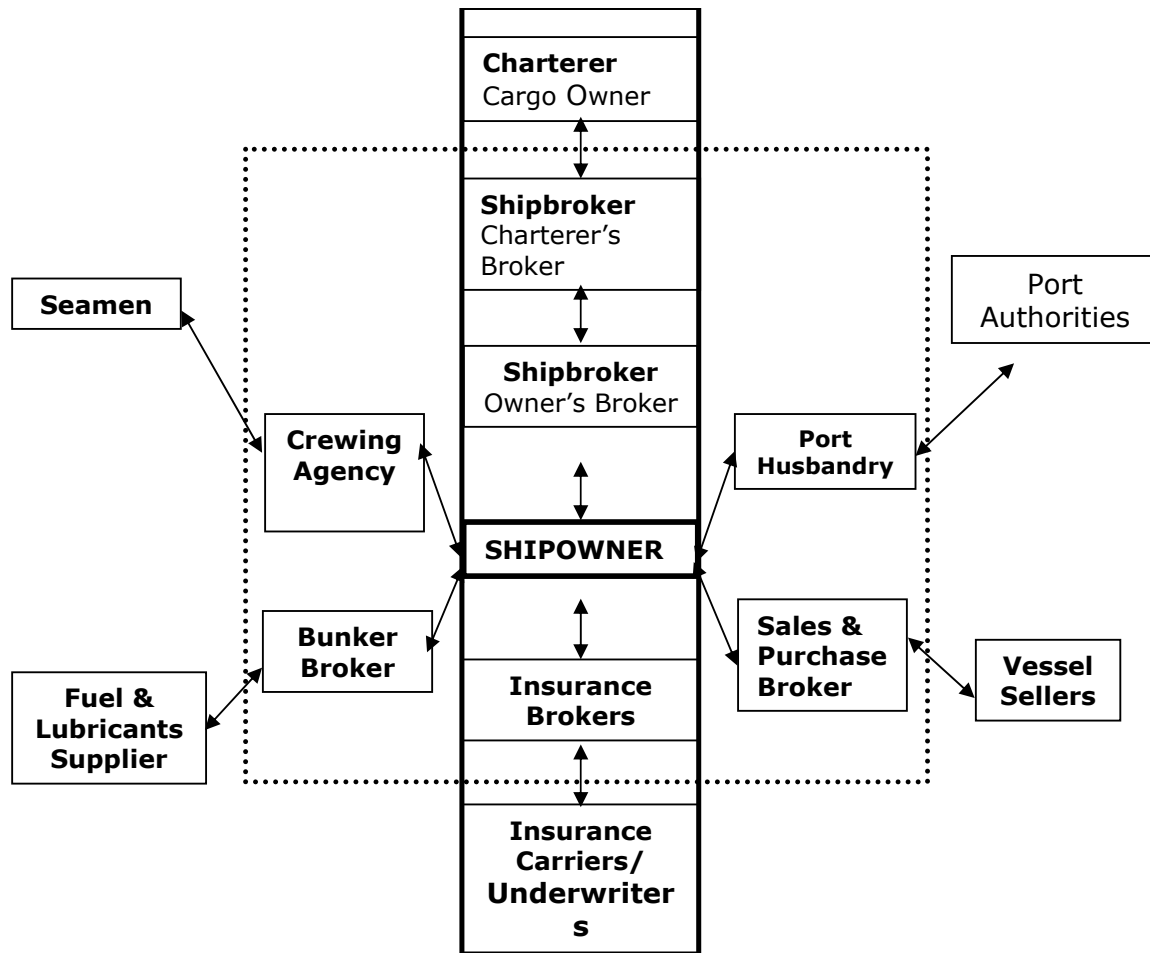 Charterer
Cargo Owner
Shipbroker
Charterer’s
Broker
Seamen
Port
Authorities
Shipbroker
Owner’s Broker
Crewing
Agency
Port
Husbandry
SHIPOWNER
Bunker
Broker
Sales &
Purchase
Broker
Fuel &
Lubricants
Supplier
Insurance
Brokers
Vessel
Sellers
Insurance
Carriers/
Underwriter
s